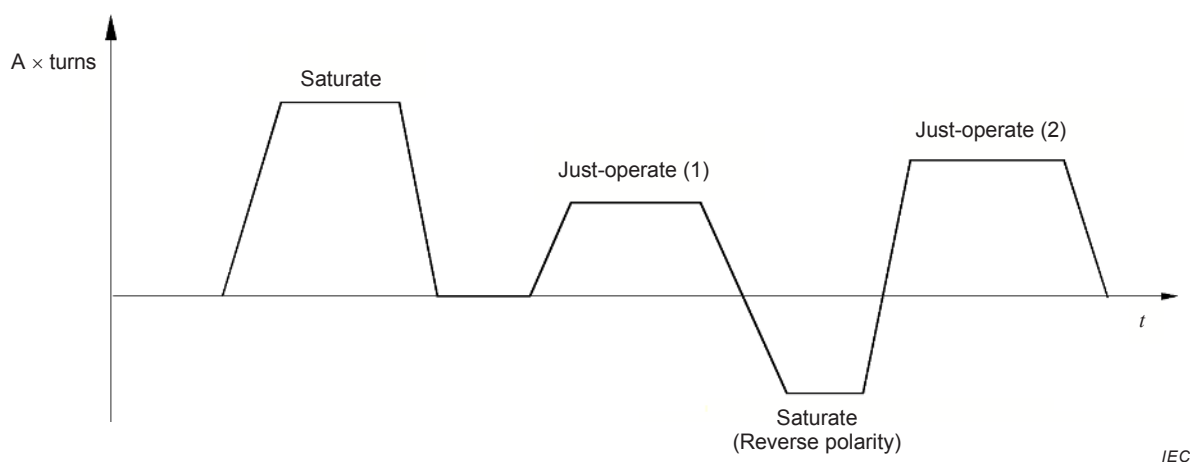 A × turns
Saturate
Just-operate (1)
Just-operate (2)
t
Saturate
(Reverse polarity)
IEC